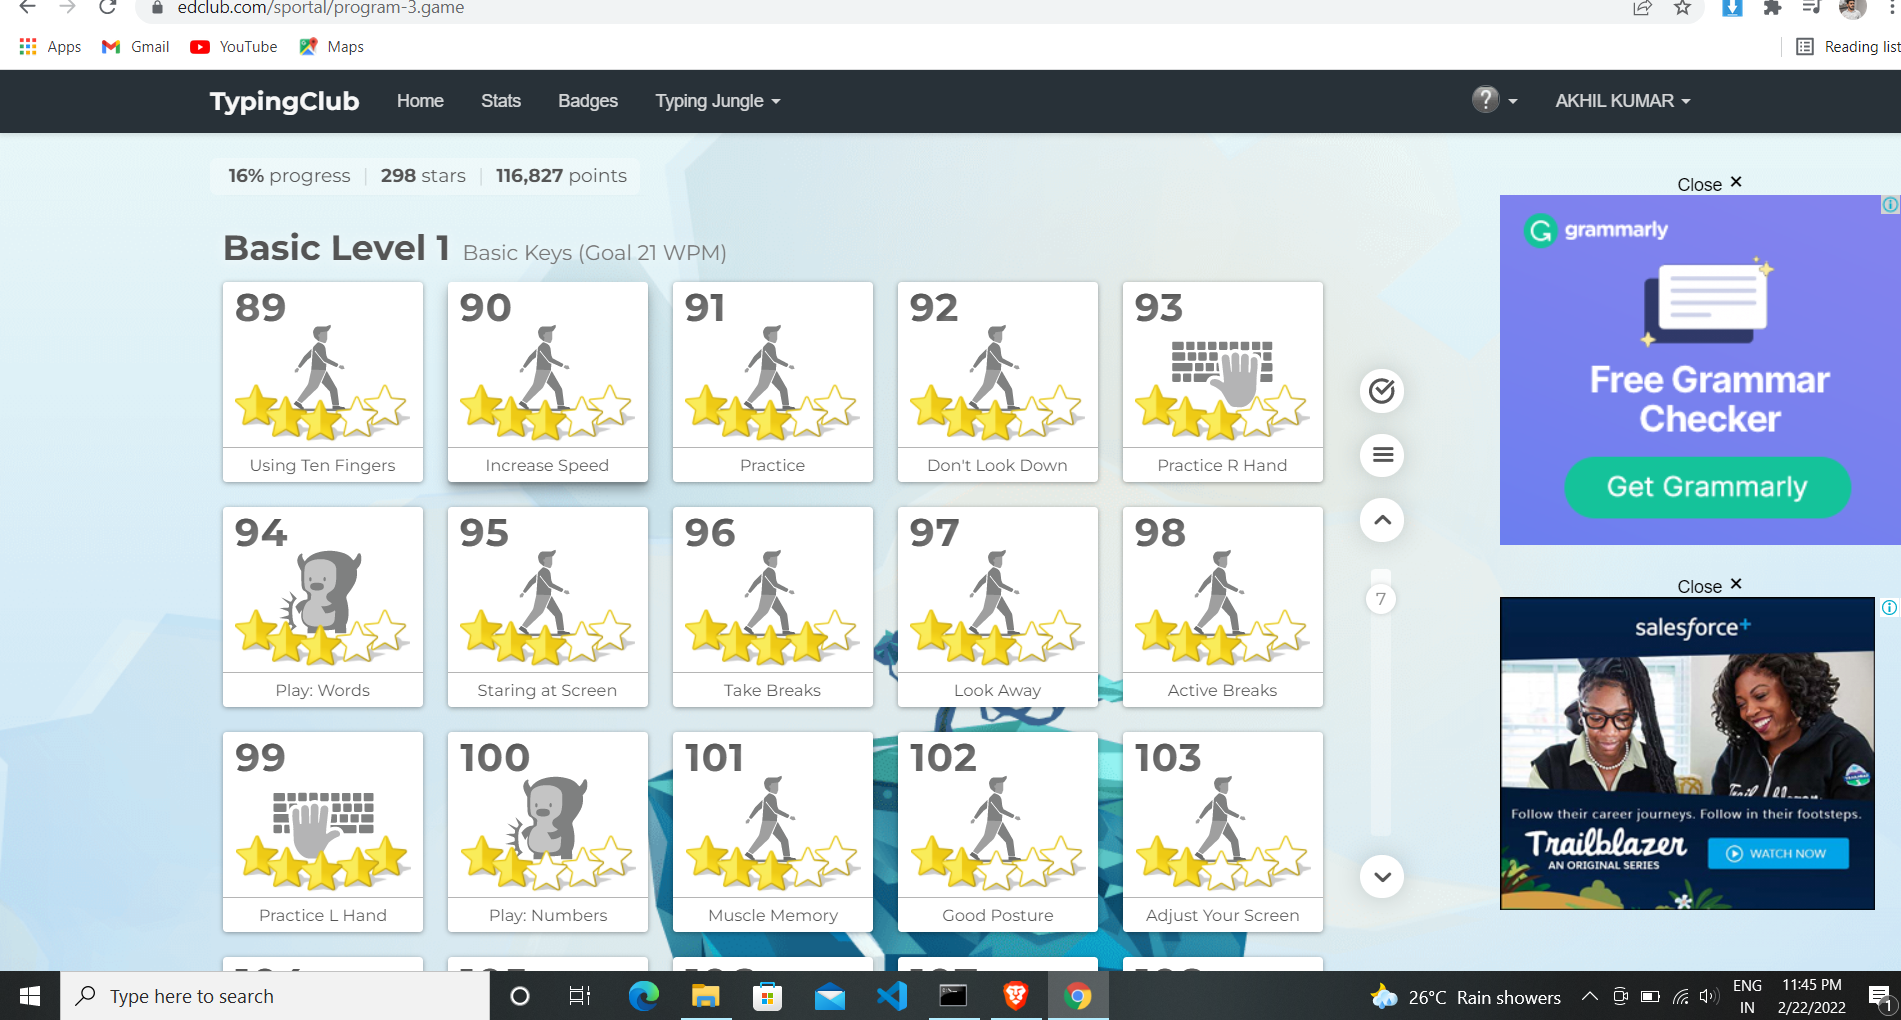 edclub.com/sportal/program-3.game
Apps
Gmail
YouTube
Maps
Reading list
TypingClub
Home
Stats
Badges
Typing Jungle
?
AKHIL KUMAR
16% progress
298 stars
116,827 points
Basic Level 1 Basic Keys (Goal 21 WPM)
89
Using Ten Fingers
90
Increase Speed
91
Practice
92
Don't Look Down
93
Practice R Hand
94
Play: Words
95
Staring at Screen
96
Take Breaks
97
Look Away
98
Active Breaks
99
Practice L Hand
100
Play: Numbers
101
Muscle Memory
102
Good Posture
103
Adjust Your Screen
7
Close
grammarly
Free Grammar
Checker
Get Grammarly
Close
salesforce+
Follow their career journeys. Follow in their footsteps.
Trailblazer
AN ORIGINAL SERIES
WATCH NOW
Type here to search
26°C Rain showers
ENG
IN
11:45 PM
2/22/2022
1